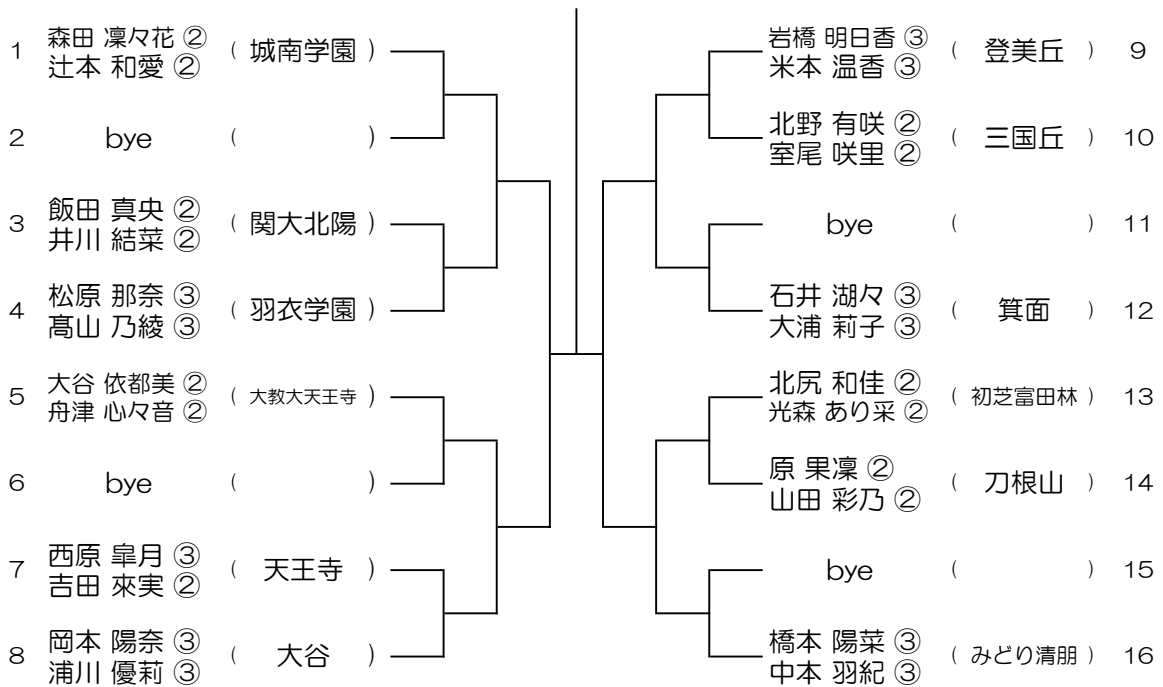 1 森田 凜々花 ② ( 城南学園 )
辻本 和愛 ②
2 bye ( )
3 飯田 真央 ② ( 関大北陽 )
井川 結菜 ②
4 松原 那奈 ③ ( 羽衣学園 )
髙山 乃綾 ③
5 大谷 依都美 ② ( 大教大天王寺 )
舟津 心々音 ②
6 bye ( )
7 西原 皐月 ③ ( 天王寺 )
吉田 來実 ②
8 岡本 陽奈 ③ ( 大谷 )
浦川 優莉 ③
岩橋 明日香 ③ ( 登美丘 ) 9
米本 温香 ③
北野 有咲 ② ( 三国丘 ) 10
室尾 咲里 ②
bye ( ) 11
石井 湖々 ③ ( 箕面 ) 12
大浦 莉子 ③
北尻 和佳 ② ( 初芝富田林 ) 13
光森 あり采 ②
原 果凜 ② ( 刀根山 ) 14
山田 彩乃 ②
bye ( ) 15
橋本 陽菜 ③ ( みどり清朋 ) 16
中本 羽紀 ③